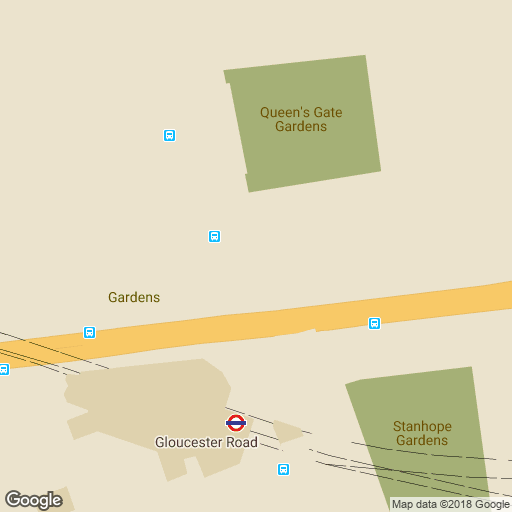 Queen's Gate
Gardens
Gardens
Gloucester Road
Stanhope
Gardens
Google
Map data ©2018 Google